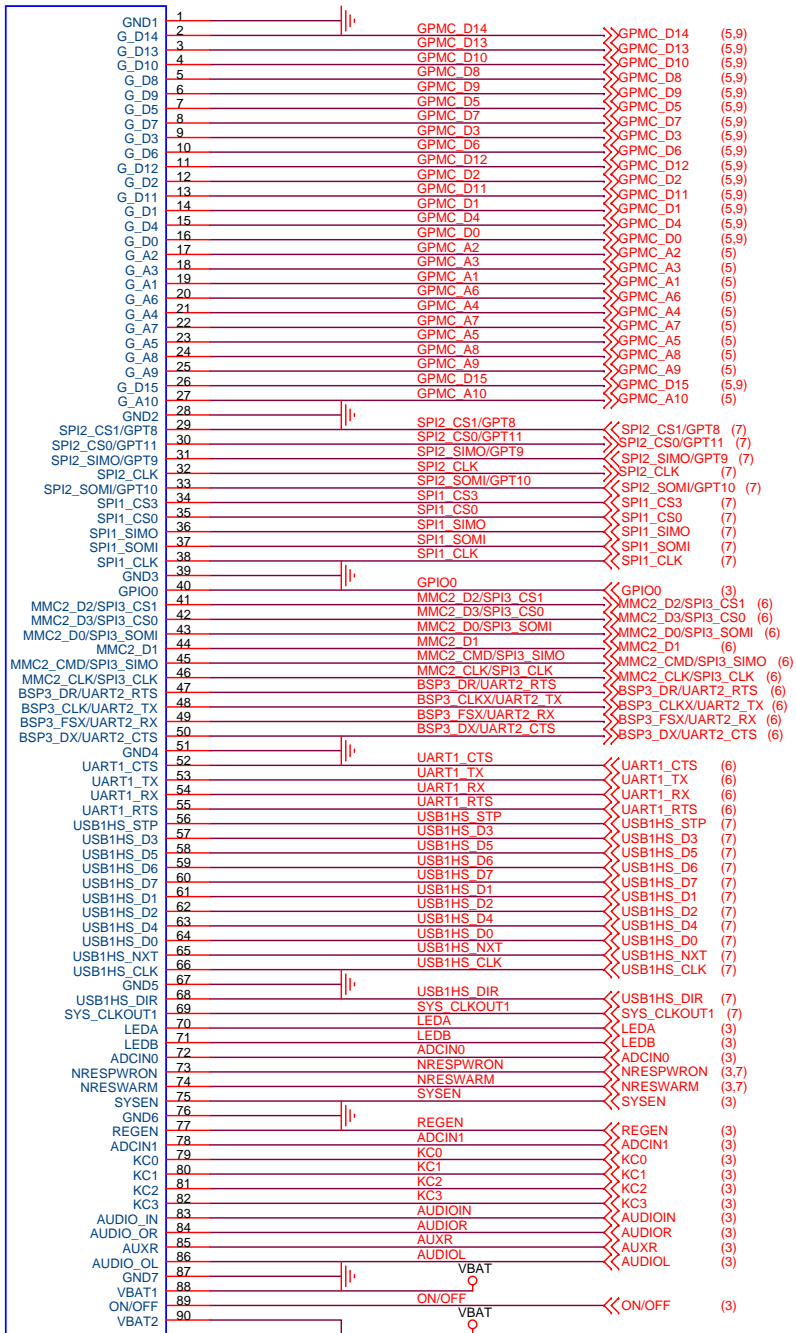 GND1 1
G_D14 2 GPMC_D14 GPMC_D14 (5,9)
G_D13 3 GPMC_D13 GPMC_D13 (5,9)
G_D10 4 GPMC_D10 GPMC_D10 (5,9)
G_D8 5 GPMC_D8 GPMC_D8 (5,9)
G_D9 6 GPMC_D9 GPMC_D9 (5,9)
G_D5 7 GPMC_D5 GPMC_D5 (5,9)
G_D7 8 GPMC_D7 GPMC_D7 (5,9)
G_D3 9 GPMC_D3 GPMC_D3 (5,9)
G_D6 10 GPMC_D6 GPMC_D6 (5,9)
G_D12 11 GPMC_D12 GPMC_D12 (5,9)
G_D2 12 GPMC_D2 GPMC_D2 (5,9)
G_D11 13 GPMC_D11 GPMC_D11 (5,9)
G_D1 14 GPMC_D1 GPMC_D1 (5,9)
G_D4 15 GPMC_D4 GPMC_D4 (5,9)
G_D0 16 GPMC_D0 GPMC_D0 (5,9)
G_A2 17 GPMC_A2 GPMC_A2 (5)
G_A3 18 GPMC_A3 GPMC_A3 (5)
G_A1 19 GPMC_A1 GPMC_A1 (5)
G_A6 20 GPMC_A6 GPMC_A6 (5)
G_A4 21 GPMC_A4 GPMC_A4 (5)
G_A7 22 GPMC_A7 GPMC_A7 (5)
G_A5 23 GPMC_A5 GPMC_A5 (5)
G_A8 24 GPMC_A8 GPMC_A8 (5)
G_A9 25 GPMC_A9 GPMC_A9 (5)
G_D15 26 GPMC_D15 GPMC_D15 (5,9)
G_A10 27 GPMC_A10 GPMC_A10 (5)
GND2 28
SPI2_CS1/GPT8 29 SPI2_CS1/GPT8 SPI2_CS1/GPT8 (7)
SPI2_CS0/GPT11 30 SPI2_CS0/GPT11 SPI2_CS0/GPT11 (7)
SPI2_SIMO/GPT9 31 SPI2_SIMO/GPT9 SPI2_SIMO/GPT9 (7)
SPI2_CLK 32 SPI2_CLK SPI2_CLK (7)
SPI2_SOMI/GPT10 33 SPI2_SOMI/GPT10 SPI2_SOMI/GPT10 (7)
SPI1_CS3 34 SPI1_CS3 SPI1_CS3 (7)
SPI1_CS0 35 SPI1_CS0 SPI1_CS0 (7)
SPI1_SIMO 36 SPI1_SIMO SPI1_SIMO (7)
SPI1_SOMI 37 SPI1_SOMI SPI1_SOMI (7)
SPI1_CLK 38 SPI1_CLK SPI1_CLK (7)
GND3 39
GPIO0 40 GPIO0 GPIO0 (3)
MMC2_D2/SPI3_CS1 41 MMC2_D2/SPI3_CS1 MMC2_D2/SPI3_CS1 (6)
MMC2_D3/SPI3_CS0 42 MMC2_D3/SPI3_CS0 MMC2_D3/SPI3_CS0 (6)
MMC2_D0/SPI3_SOMI 43 MMC2_D0/SPI3_SOMI MMC2_D0/SPI3_SOMI (6)
MMC2_D1 44 MMC2_D1 MMC2_D1 (6)
MMC2_CMD/SPI3_SIMO 45 MMC2_CMD/SPI3_SIMO MMC2_CMD/SPI3_SIMO (6)
MMC2_CLK/SPI3_CLK 46 MMC2_CLK/SPI3_CLK MMC2_CLK/SPI3_CLK (6)
BSP3_DR/UART2_RTS 47 BSP3_DR/UART2_RTS BSP3_DR/UART2_RTS (6)
BSP3_CLK/UART2_TX 48 BSP3_CLKX/UART2_TX BSP3_CLKX/UART2_TX (6)
BSP3_FSX/UART2_RX 49 BSP3_FSX/UART2_RX BSP3_FSX/UART2_RX (6)
BSP3_DX/UART2_CTS 50 BSP3_DX/UART2_CTS BSP3_DX/UART2_CTS (6)
GND4 51
UART1_CTS 52 UART1_CTS UART1_CTS (6)
UART1_TX 53 UART1_TX UART1_TX (6)
UART1_RX 54 UART1_RX UART1_RX (6)
UART1_RTS 55 UART1_RTS UART1_RTS (6)
USB1HS_STP 56 USB1HS_STP USB1HS_STP (7)
USB1HS_D3 57 USB1HS_D3 USB1HS_D3 (7)
USB1HS_D5 58 USB1HS_D5 USB1HS_D5 (7)
USB1HS_D6 59 USB1HS_D6 USB1HS_D6 (7)
USB1HS_D7 60 USB1HS_D7 USB1HS_D7 (7)
USB1HS_D1 61 USB1HS_D1 USB1HS_D1 (7)
USB1HS_D2 62 USB1HS_D2 USB1HS_D2 (7)
USB1HS_D4 63 USB1HS_D4 USB1HS_D4 (7)
USB1HS_D0 64 USB1HS_D0 USB1HS_D0 (7)
USB1HS_NXT 65 USB1HS_NXT USB1HS_NXT (7)
USB1HS_CLK 66 USB1HS_CLK USB1HS_CLK (7)
GND5 67
USB1HS_DIR 68 USB1HS_DIR USB1HS_DIR (7)
SYS_CLKOUT1 69 SYS_CLKOUT1 SYS_CLKOUT1 (7)
LEDA 70 LEDA LEDA (3)
LEDB 71 LEDB LEDB (3)
ADCIN0 72 ADCIN0 ADCIN0 (3)
NRESPWRON 73 NRESPWRON NRESPWRON (3,7)
NRESWARM 74 NRESWARM NRESWARM (3,7)
SYSEN 75 SYSEN SYSEN (3)
GND6 76
REGEN 77 REGEN REGEN (3)
ADCIN1 78 ADCIN1 ADCIN1 (3)
KC0 79 KC0 KC0 (3)
KC1 80 KC1 KC1 (3)
KC2 81 KC2 KC2 (3)
KC3 82 KC3 KC3 (3)
AUDIO_IN 83 AUDIOIN AUDIOIN (3)
AUDIO_OR 84 AUDIOR AUDIOR (3)
AUXR 85 AUXR AUXR (3)
AUDIO_OL 86 AUDIOL AUDIOL (3)
GND7 87
VBAT1 88 VBAT
ON/OFF 89 ON/OFF ON/OFF (3)
VBAT2 90 VBAT